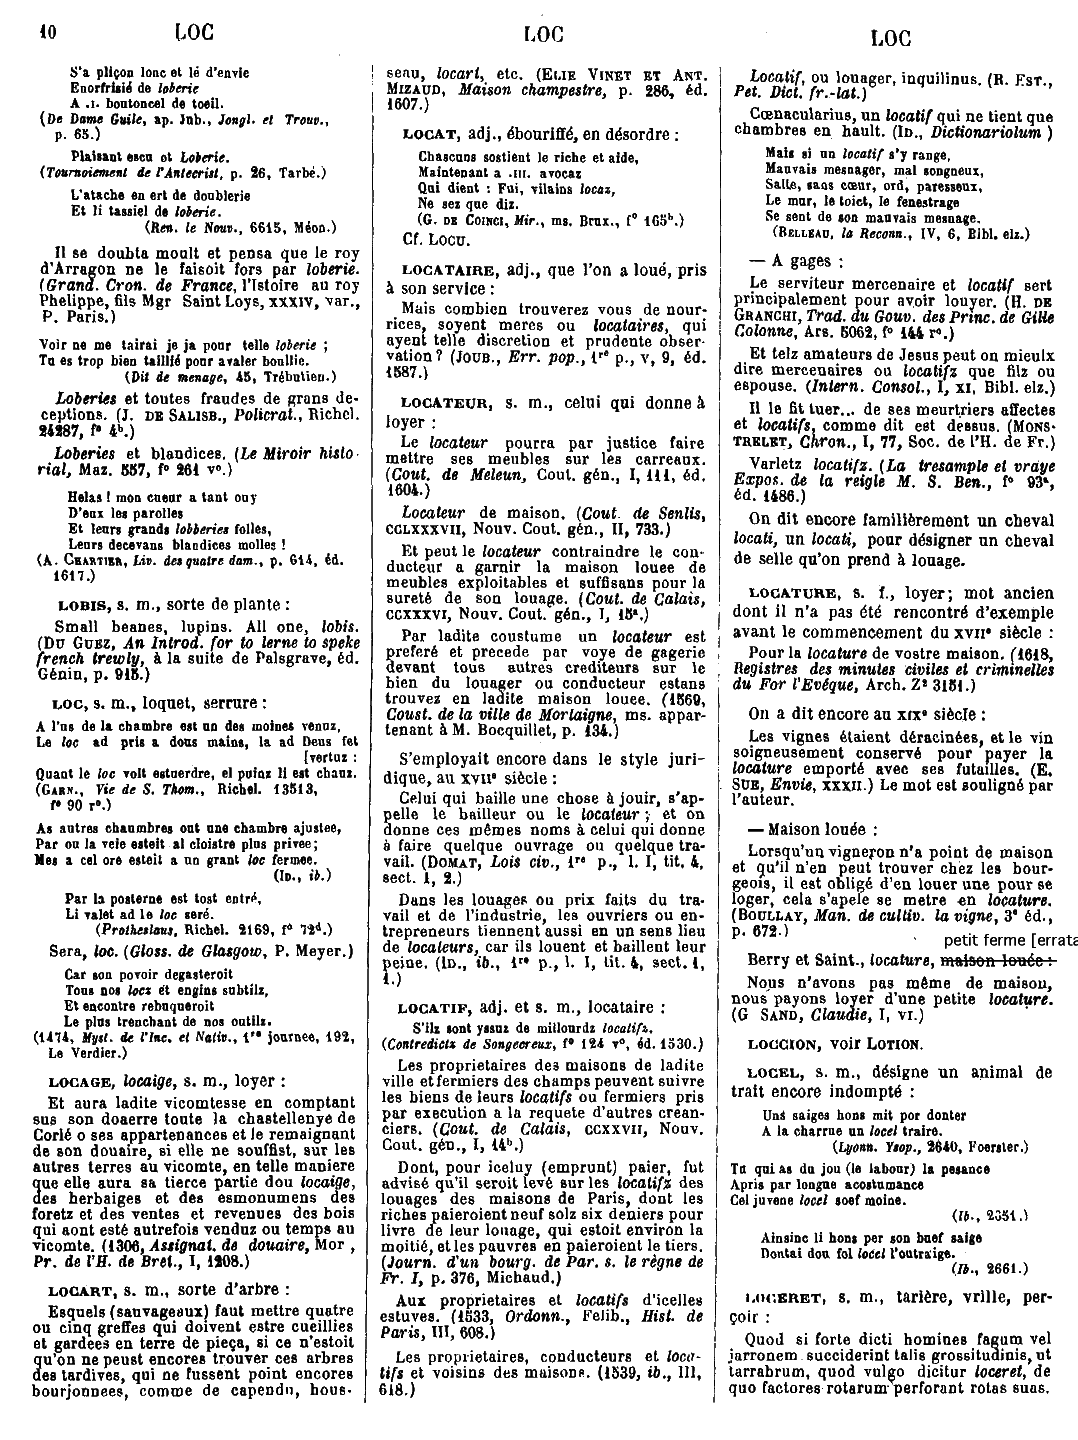 10 LOC LOC LOC
S'a pliçon lonc et lé d'envie
Enorfrisié de loberie
A .I. boutoncel de toeil.
(De Dame Guile, ap. Jub., Jongl. et Trouv.,
p. 65.)
Plaisant escu ot Loberie.
(Tournoiement de l'Antecrist, p. 26, Tarbé.)
L'atache en ert de doublerie
Et li tassiel de loberie.
(Ren. le Nouv., 6615, Méon.)
Il se doubta moult et pensa que le roy
d'Arragon ne le faisoit fors par loberie.
(Grand. Cron. de France, l'Istoire au roy
Phelippe, fils Mgr Saint Loys, XXXIV, var.,
P. Paris.)
Voir ne me tairai je ja pour telle loberie ;
Tu es trop bien taillié pour avaler boullie.
(Dit de menage, 45, Trébutien.)
Loberies et toutes fraudes de grans de-
ceptions. (J. DE SALISB., Policrat., Richel.
24287, f° 4b.)
Loberies et blandices. (Le Miroir histo-
rial, Maz. 557, f° 261 v°.)
Helas ! mon cueur a tant ouy
D'eux les parolles
Et leurs grands lobberies folles,
Leurs decevans blandices molles !
(A. CHARTIER, Liv. des quatre dam., p. 614, éd.
1617.)
LOBIS, s. m., sorte de plante :
Small beanes, lupins. All one, lobis.
(DU GUEZ, An Introd. for to lerne to speke
french trewly, à la suite de Palsgrave, éd.
Génin, p. 915.)
LOC, s. m., loquet, serrure :
A l'us de la chambre est un des moines venuz,
Le loc ad pris a dous mains, la ad Deus fet
[vertuz :
Quant le loc volt estuerdre, el puinz li est chauz.
(GARN., Vie de S. Thom., Richel. 13513,
f° 90 r°.)
As autres chaumbres out une chambre ajustee,
Par ou la veie esteit al cloistre plus privee ;
Mes a cel ore esteit a un grant loc fermee.
(ID., ib.)
Par la posterne est tost entré,
Li valet ad le loc seré.
(Protheslaus, Richel. 2169, f° 72d.)
Sera, loc. (Gloss. de Glasgow, P. Meyer.)
Car son povoir degasteroit
Tous nos locz et engins subtilz,
Et encontre rebuqueroit
Le plus trenchant de nos outilz.
(1474, Myst. de l'Inc. et Nativ., 1re journee, 192,
Le Verdier.)
LOCAGE, locaige, s. m., loyer :
Et aura ladite vicomtesse en comptant
sus son doaerre toute la chastellenye de
Corlé o ses appartenances et le remaignant
de son douaire, si elle ne souffist, sur les
autres terres au vicomte, en telle maniere
que elle aura sa tierce partie dou locaige,
des herbaiges et des esmonumens des
foretz et des ventes et revenues des bois
qui aont esté autrefois venduz ou temps au
vicomte. (1306, Assignat. de douaire, Mor ,
Pr. de l'H. de Bret., I, 1208.)
LOCART, s. m., sorte d'arbre :
Esquels (sauvageaux) faut mettre quatre
ou cinq greffes qui doivent estre cueillies
et gardees en terre de pieça, si ce n'estoit
qu'on ne peust encores trouver ces arbres
des tardives, qui ne fussent point encores
bourjonnees, comme de capendu, hous-
seau, locart, etc. (ELIE VINET ET ANT.
MIZAUD, Maison champestre, p. 286, éd.
1607.)
LOCAT, adj., ébouriffé, en désordre :
Chascuns sostient le riche et aide,
Maintenant a .III. avocaz
Qui dient : Fui, vilains locaz,
Ne sez que diz.
(G. DE COINCI, Mir., ms. Brux., f° 165b.)
Cf. LOCU.
LOCATAIRE, adj., que l'on a loué, pris
à son service :
Mais combien trouverez vous de nour-
rices, soyent meres ou locataires, qui
ayent telle discretion et prudente obser-
vation ? (JOUB., Err. pop., 1re p., V, 9, éd.
1587.)
LOCATEUR, s. m., celui qui donne à
loyer :
Le locateur pourra par justice faire
mettre ses meubles sur les carreaux.
(Cout. de Meleun, Cout. gén., I, 111, éd.
1604.)
Locateur de maison. (Cout. de Senlis,
CCLXXXVII, Nouv. Cout. gén., II, 733.)
Et peut le locateur contraindre le con-
ducteur a garnir la maison louee de
meubles exploitables et suffisans pour la
sureté de son louage. (Cout. de Calais,
CCXXXVI, Nouv. Cout. gén., I, 15a.)
Par ladite coustume un locateur est
preferé et precede par voye de gagerie
devant tous autres crediteurs sur le
bien du louager ou conducteur estans
trouvez en ladite maison louee. (1569,
Coust. de la ville de Mortaigne, ms. appar-
tenant à M. Bocquillet, p. 134.)
S'employait encore dans le style juri-
dique, au XVIIe siècle :
Celui qui baille une chose à jouir, s'ap-
pelle le bailleur ou le locateur ; et on
donne ces mêmes noms à celui qui donne
à faire quelque ouvrage ou quelque tra-
vail. (DOMAT, Lois civ., 1re p., l. I, tit. 4,
sect. 1, 2.)
Dans les louages ou prix faits du tra-
vail et de l'industrie, les ouvriers ou en-
trepreneurs tiennent aussi en un sens lieu
de locateurs, car ils louent et baillent leur
peine. (ID., ib., 1re p., l. I, tit. 4, sect. 1,
1.)
LOCATIF, adj. et s. m., locataire :
S'ilz sont yssuz de millourdz locatifz.
(Contredictz de Songecreux, f° 124 v°, éd. 1530.)
Les proprietaires des maisons de ladite
ville et fermiers des champs peuvent suivre
les biens de leurs locatifs ou fermiers pris
par execution a la requete d'autres crean-
ciers. (Cout. de Calais, CCXXVII, Nouv.
Cout. gén., I, 14b.)
Dont, pour iceluy (emprunt) paier, fut
advisé qu'il seroit levé sur les locatifz des
louages des maisons de Paris, dont les
riches paieroient neuf solz six deniers pour
livre de leur louage, qui estoit environ la
moitié, et les pauvres en paieroient le tiers.
(Journ. d'un bourg. de Par. s. le règne de
Fr. I, p. 376, Michaud.)
Aux proprietaires et locatifs d'icelles
estuves. (1533, Ordonn., Felib., Hist. de
Paris, III, 608.)
Les proprietaires, conducteurs et loca-
tifs et voisins des maisons. (1539, ib., III,
618.)
Locatif, ou louager, inquilinus. (R. EST.,
Pet. Dict. fr.-lat.)
Cœnacularius, un locatif qui ne tient que
chambres en hault. (ID., Dictionariolum )
Mais si un locatif s'y range,
Mauvais mesnager, mal songneux,
Salle, sans cœur, ord, paresseux,
Le mur, le toict, le fenestrage
Se sent de son mauvais mesnage.
(BELLEAU, la Reconn., IV, 6, Bibl. elz.)
— A gages :
Le serviteur mercenaire et locatif sert
principalement pour avoir louyer. (H. DE
GRANCHI, Trad. du Gouv. des Princ. de Gille
Colonne, Ars. 5062, f° 144 r°.)
Et telz amateurs de Jesus peut on mieulx
dire mercenaires ou locatifz que filz ou
espouse. (Intern. Consol., I, XI, Bibl. elz.)
Il le fit tuer... de ses meurtriers affectes
et locatifs, comme dit est dessus. (MONS-
TRELET, Chron., I, 77, Soc. de l'H. de Fr.)
Varletz locatifz. (La tresample et vraye
Expos. de la reigle M. S. Ben., f° 93a,
éd. 1486.)
On dit encore familièrement un cheval
locati, un locati, pour désigner un cheval
de selle qu'on prend à louage.
LOCATURE, s. f., loyer ; mot ancien
dont il n'a pas été rencontré d'exemple
avant le commencement du XVIIe siècle :
Pour la locature de vostre maison. (1618,
Registres des minutes civiles et criminelles
du For l'Evéque, Arch. Z2 3151.)
On a dit encore au XIXe siècle :
Les vignes étaient déracinées, et le vin
soigneusement conservé pour payer la
locature emporté avec ses futailles. (E.
SUE, Envie, XXXII.) Le mot est souligné par
l'auteur.
— Maison louée :
Lorsqu'un vigneron n'a point de maison
et qu'il n'en peut trouver chez les bour-
geois, il est obligé d'en louer une pour se
loger, cela s'apele se metre en locature.
(BOULLAY, Man. de cultiv. la vigne, 3e éd.,
p. 672.)
petit ferme [errata
Berry et Saint., locature, maison louée :
Nous n'avons pas même de maison,
nous payons loyer d'une petite locature.
(G SAND, Claudie, I, VI.)
LOCCION, voir LOTION.
LOCEL, s. m., désigne un animal de
trait encore indompté :
Uns saiges hons mit por donter
A la charrue un locel traire.
(Lyonn. Ysop., 2640, Foerster.)
Tu qui as du jou (le labour) la pesance
Apris par longue acostumance
Cel juvene locel soef moine.
(Ib., 2351.)
Ainsinc li hons per son buef saige
Dontai dou fol locel l'outraige.
(Ib., 2661.)
LOCERET, s. m., tarière, vrille, per-
çoir :
Quod si forte dicti homines fagum vel
jarronem succiderint talis grossitudinis, ut
tarrabrum, quod vulgo dicitur loceret, de
quo factores rotarum perforant rotas suas.